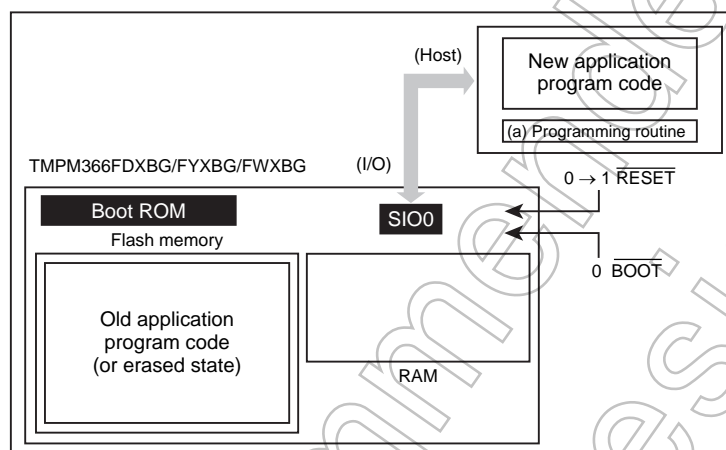 (Host)
New application
program code
(a) Programming routine
TMPM366FDXBG/FYXBG/FWXBG
(I/O)
0 → 1 RESET
Boot ROM
SIO0
Flash memory
0 BOOT
Old application
program code
(or erased state)
RAM